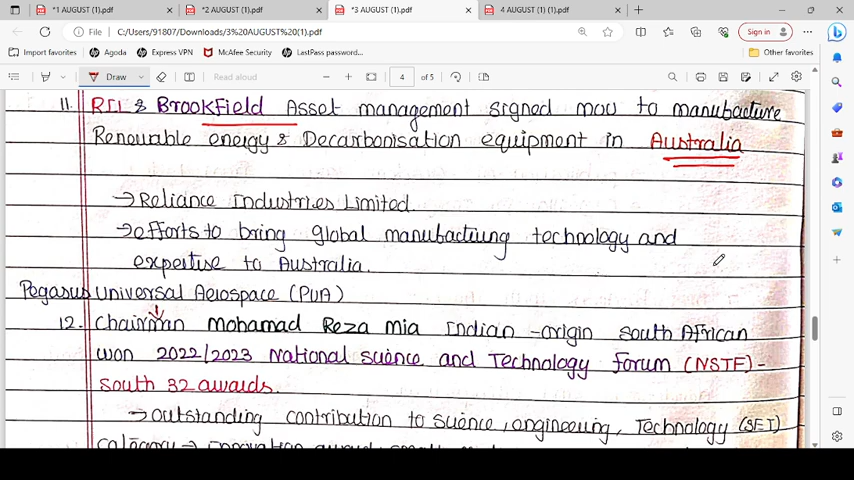 *1 AUGUST (1).pdf
*2 AUGUST (1).pdf
*3 AUGUST (1).pdf
4 AUGUST (1).pdf
File
C:/Users/91807/Downloads/3%20AUGUST%20(1).pdf
Sign in
Import favorites
Agoda
Express VPN
McAfee Security
LastPass password...
Other favorites
Draw
Read aloud
4
of 5
11. RIL & Brookfield Asset management signed mou to manufacture
Renourable energy & Decarbonisation equipment in Australia
→ Reliance Industries Limited.
→ efforts to bring global manufactiung technology and
expertise to Australia.
Pegasus Universal Aerospace (PUA)
12. Chairman Mohamad Reza mia Indian-origin south African
won 2022/2023 National suence and Technology forum (NSTF)-
South 32 awards.
→ outstanding contribution to suence, engineering, Technology (SET)